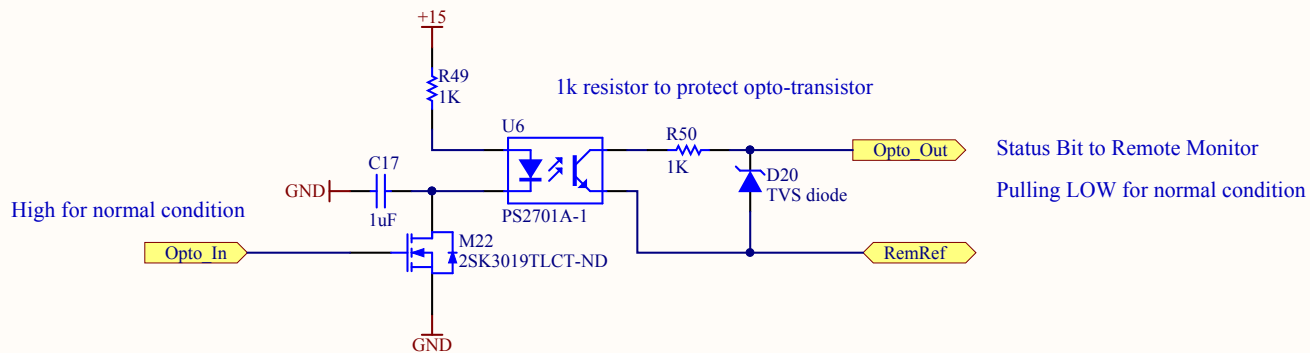 +15
R49
1K
1k resistor to protect opto-transistor
U6
R50
1K
Opto_Out
Status Bit to Remote Monitor
C17
GND
1uF
D20
TVS diode
Pulling LOW for normal condition
PS2701A-1
High for normal condition
Opto_In
M22
2SK3019TLCT-ND
RemRef
GND